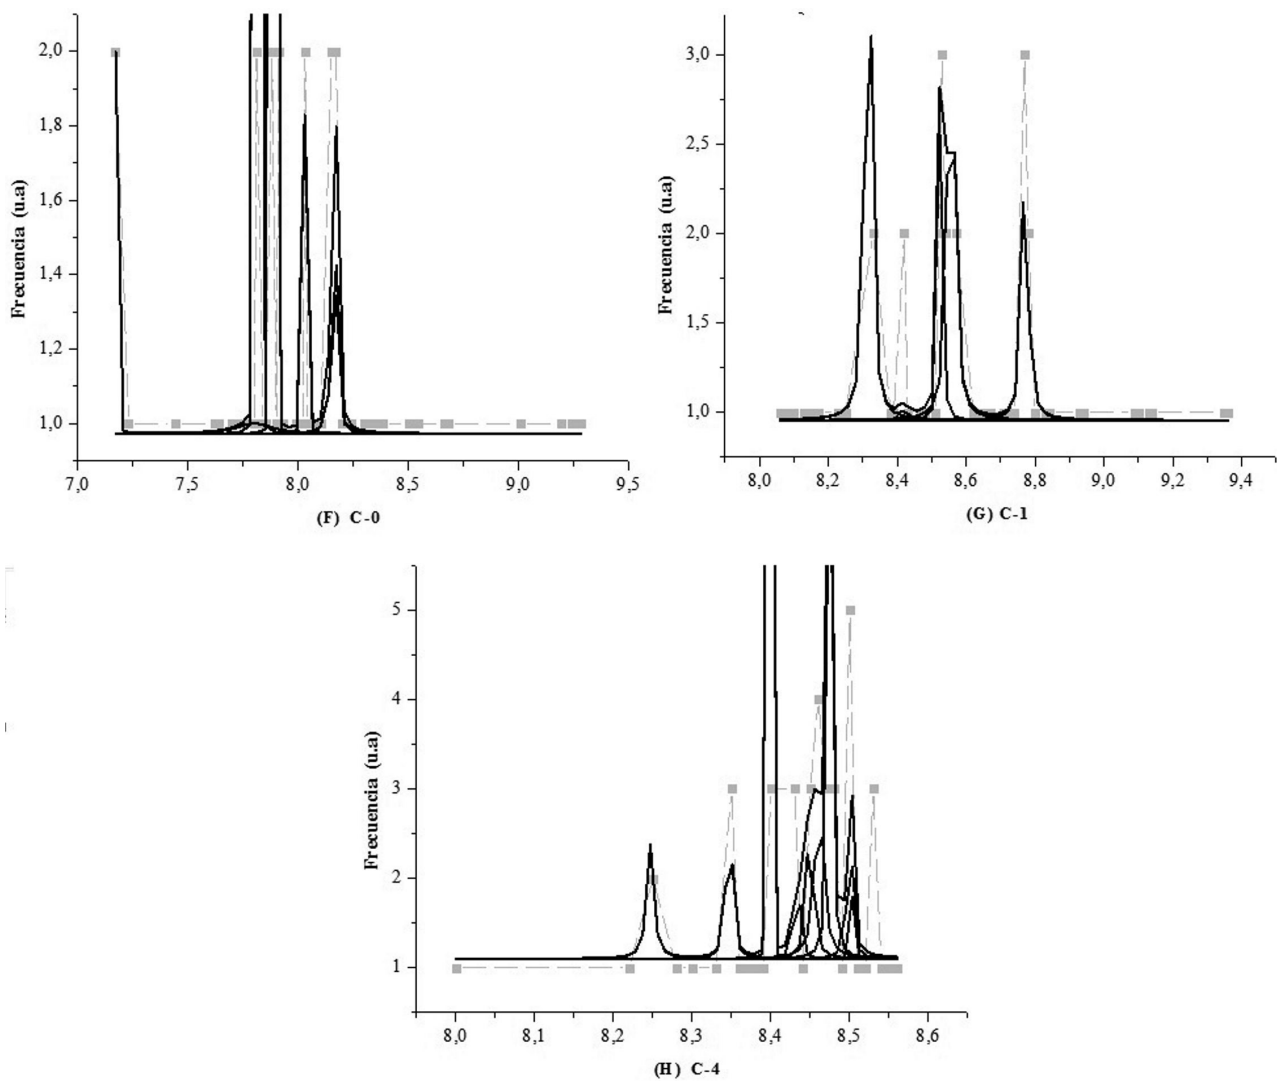 2,0
1,8
1,6
1,4
1,2
1,0
Frecuencia (u.a)
7,0 7,5 8,0 8,5 9,0 9,5
(F) C-0
3,0
2,5
2,0
1,5
1,0
Frecuencia (u.a)
8,0 8,2 8,4 8,6 8,8 9,0 9,2 9,4
(G) C-1
5
4
3
2
1
Frecuencia (u.a)
8,0 8,1 8,2 8,3 8,4 8,5 8,6
(H) C-4